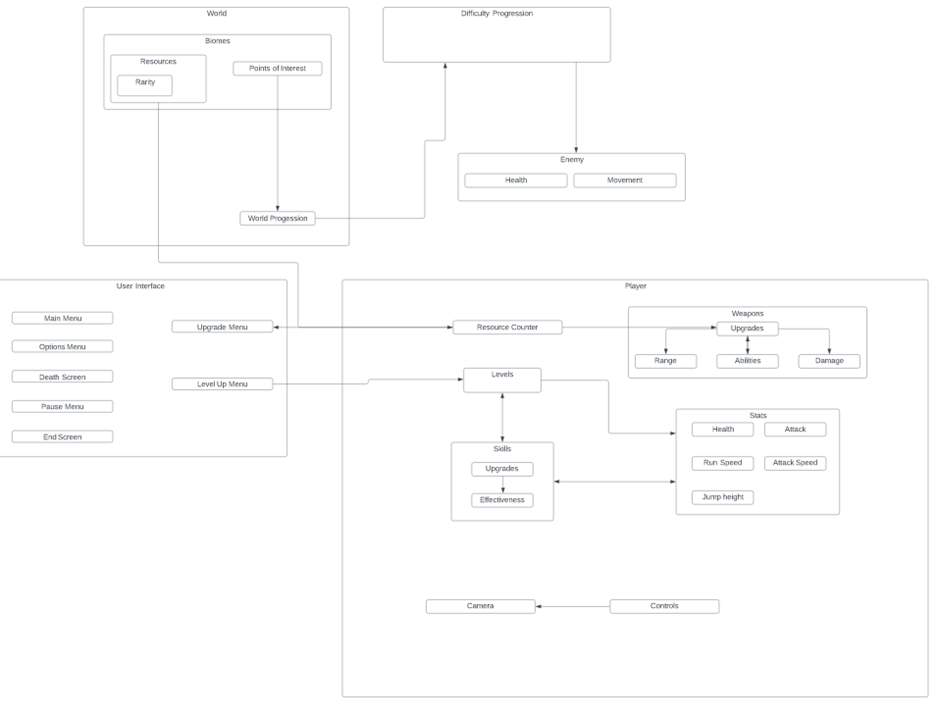 World
Biomes
Resources
Rarity
Points of Interest
World Progession
Difficulty Progression
Enemy
Health
Movement
User Interface
Main Menu
Options Menu
Death Screen
Pause Menu
End Screen
Upgrade Menu
Level Up Menu
Player
Resource Counter
Weapons
Upgrades
Range
Abilities
Damage
Levels
Skills
Upgrades
Effectiveness
Stats
Health
Attack
Run Speed
Attack Speed
Jump height
Camera
Controls